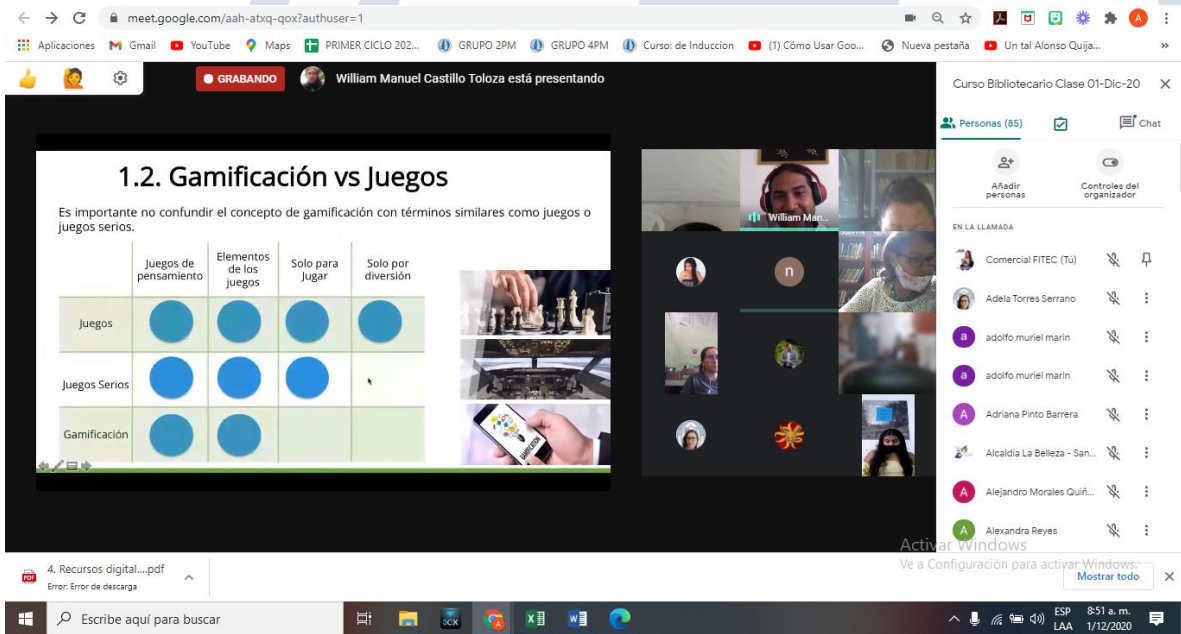 meet.google.com/aah-atxq-qox?authuser=1
Aplicaciones Gmail YouTube Maps PRIMER CICLO 202... GRUPO 2PM GRUPO 4PM Curso: de Induccion (1) Cómo Usar Goo... Nueva pestaña Un tal Alonso Quija... »
GRABANDO William Manuel Castillo Toloza está presentando
Curso Bibliotecario Clase 01-Dic-20
Personas (85) Chat
Añadir personas
Controles del organizador
EN LA LLAMADA
Comercial FITEC (Tú)
Adela Torres Serrano
a adolfo muriel marin
a adolfo muriel marin
A Adriana Pinto Barrera
Alcaldía La Belleza - San...
A Alejandro Morales Quiñ...
A Alexandra Reyes
1.2. Gamificación vs Juegos
Es importante no confundir el concepto de gamificación con términos similares como juegos o
juegos serios.
Juegos de pensamiento
Elementos de los juegos
Solo para Jugar
Solo por diversión
Juegos
Juegos Serios
Gamificación
GAMIFICATION
William Man...
n
Activar Windows
Ve a Configuración para activar Windows.
4. Recursos digital....pdf
Error: Error de descarga
Mostrar todo
Escribe aquí para buscar
ESP
LAA
8:51 a. m.
1/12/2020